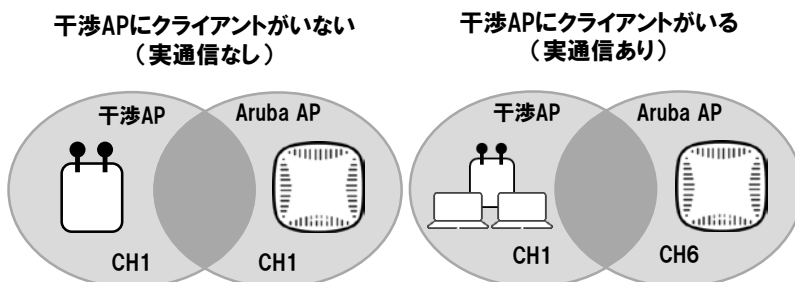 干渉APにクライアントがいない
（実通信なし）
干渉AP
Aruba AP
CH1
CH1
干渉APにクライアントがいる
（実通信あり）
干渉AP
Aruba AP
CH1
CH6